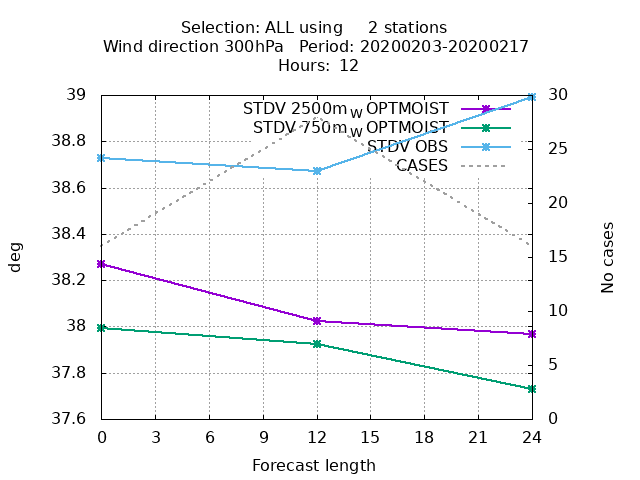 Selection: ALL using 2 stations
Wind direction 300hPa Period: 20200203-20200217
Hours: 12
STDV 2500m_W OPTMOIST
STDV 750m_W OPTMOIST
STDV OBS
CASES
39
38.8
38.6
38.4
38.2
38
37.8
37.6
deg
30
25
20
15
10
5
0
No cases
0 3 6 9 12 15 18 21 24
Forecast length